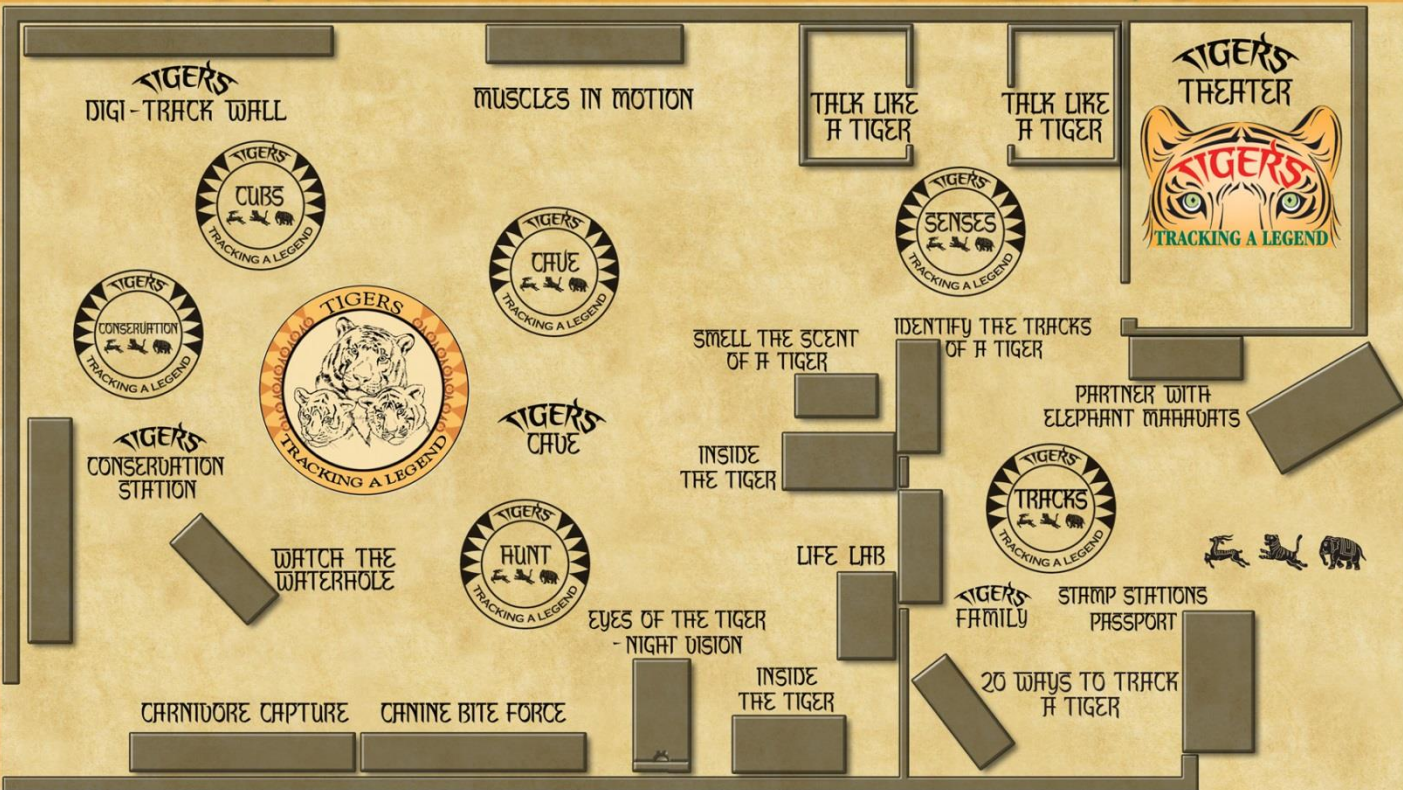 TIGERS
DIGI-TRACK WALL
MUSCLES IN MOTION
TALK LIKE
A TIGER
TALK LIKE
A TIGER
TIGERS
THEATER
TIGERS
TRACKING A LEGEND
TIGERS
CUBS
TRACKING A LEGEND
TIGERS
CAVE
TRACKING A LEGEND
TIGERS
SENSES
TRACKING A LEGEND
TIGERS
CONSERVATION
TRACKING A LEGEND
TIGERS
TRACKING A LEGEND
SMELL THE SCENT
OF A TIGER
IDENTIFY THE TRACKS
OF A TIGER
PARTNER WITH
ELEPHANT MAHAVATS
TIGERS
CAVE
TIGERS
CONSERVATION
STATION
INSIDE
THE TIGER
TIGERS
TRACKS
TRACKING A LEGEND
WATCH THE
WATERHOLE
TIGERS
HUNT
TRACKING A LEGEND
LIFE LAB
TIGERS
FAMILY
STAMP STATIONS
PASSPORT
EYES OF THE TIGER
- NIGHT VISION
INSIDE
THE TIGER
20 WAYS TO TRACK
A TIGER
CARNIVORE CAPTURE
CANINE BITE FORCE